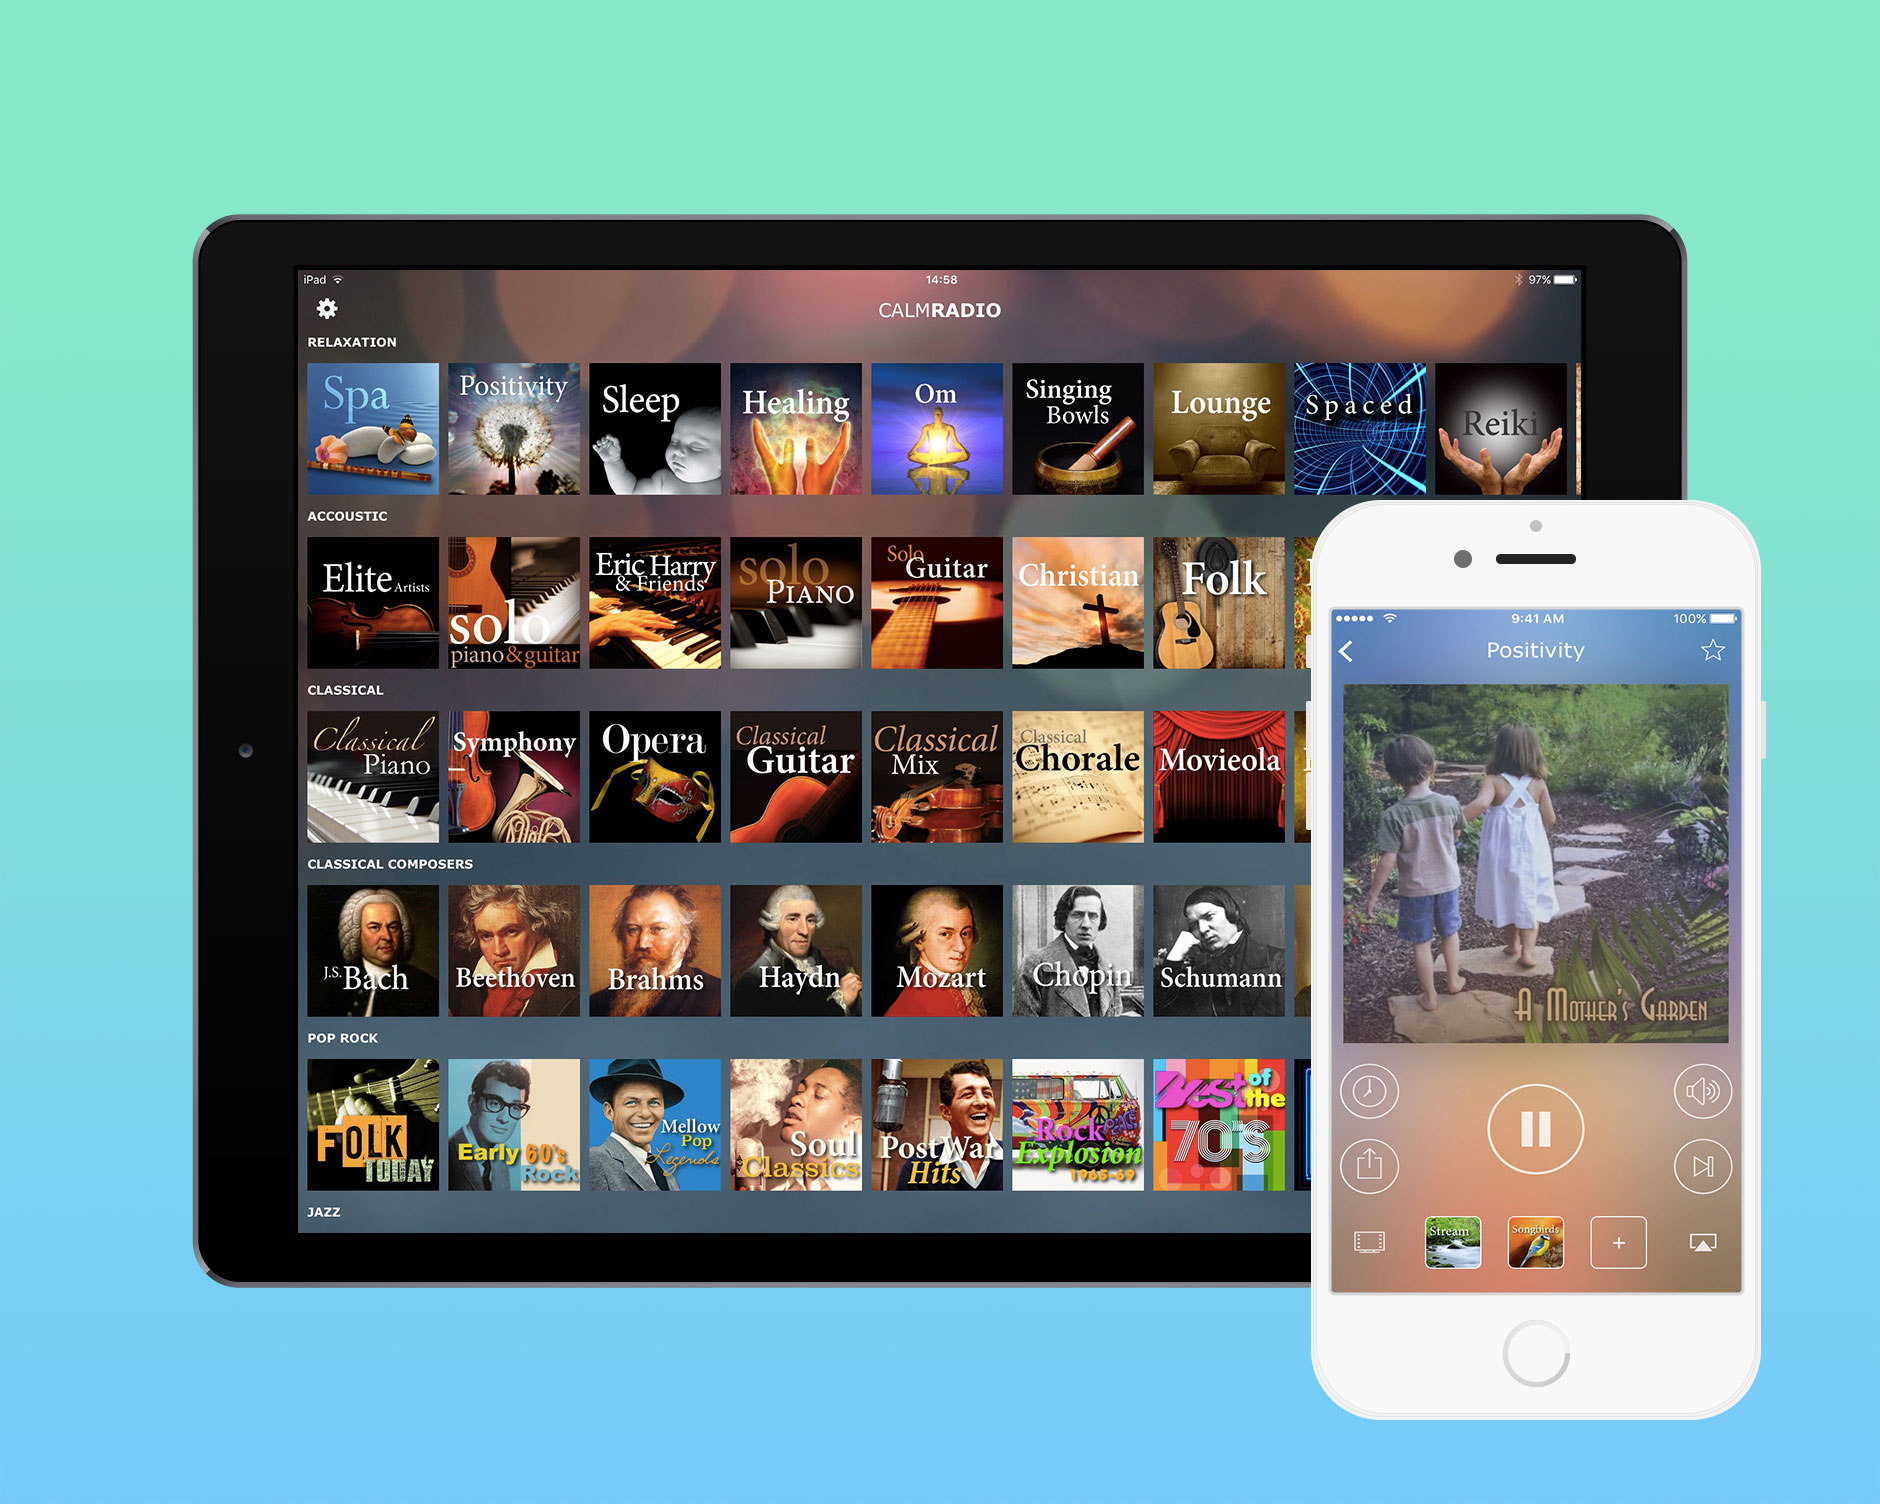 iPad
14:58
97%
CALMRADIO
RELAXATION
Spa
Positivity
Sleep
Healing
Om
Singing
Bowls
Lounge
Spaced
Reiki
ACCOUSTIC
Elite Artists
solo
piano&guitar
Eric Harry
& Friends
solo
PIANO
Solo
Guitar
Christian
Folk
CLASSICAL
Classical
Piano
Symphony
Opera
Classical
Guitar
Classical
Mix
Classical
Chorale
Movieola
CLASSICAL COMPOSERS
J.S. Bach
Beethoven
Brahms
Haydn
Mozart
Chopin
Schumann
POP ROCK
FOLK
TODAY
Early 60's
Rock
Mellow
Pop
Legends
Soul
Classics
PostWar
Hits
Rock
Explosion
1965-69
Best of
the
70'S
JAZZ
9:41 AM
100%
Positivity
A MOTHER'S GARDEN
Stream
Songbirds
+